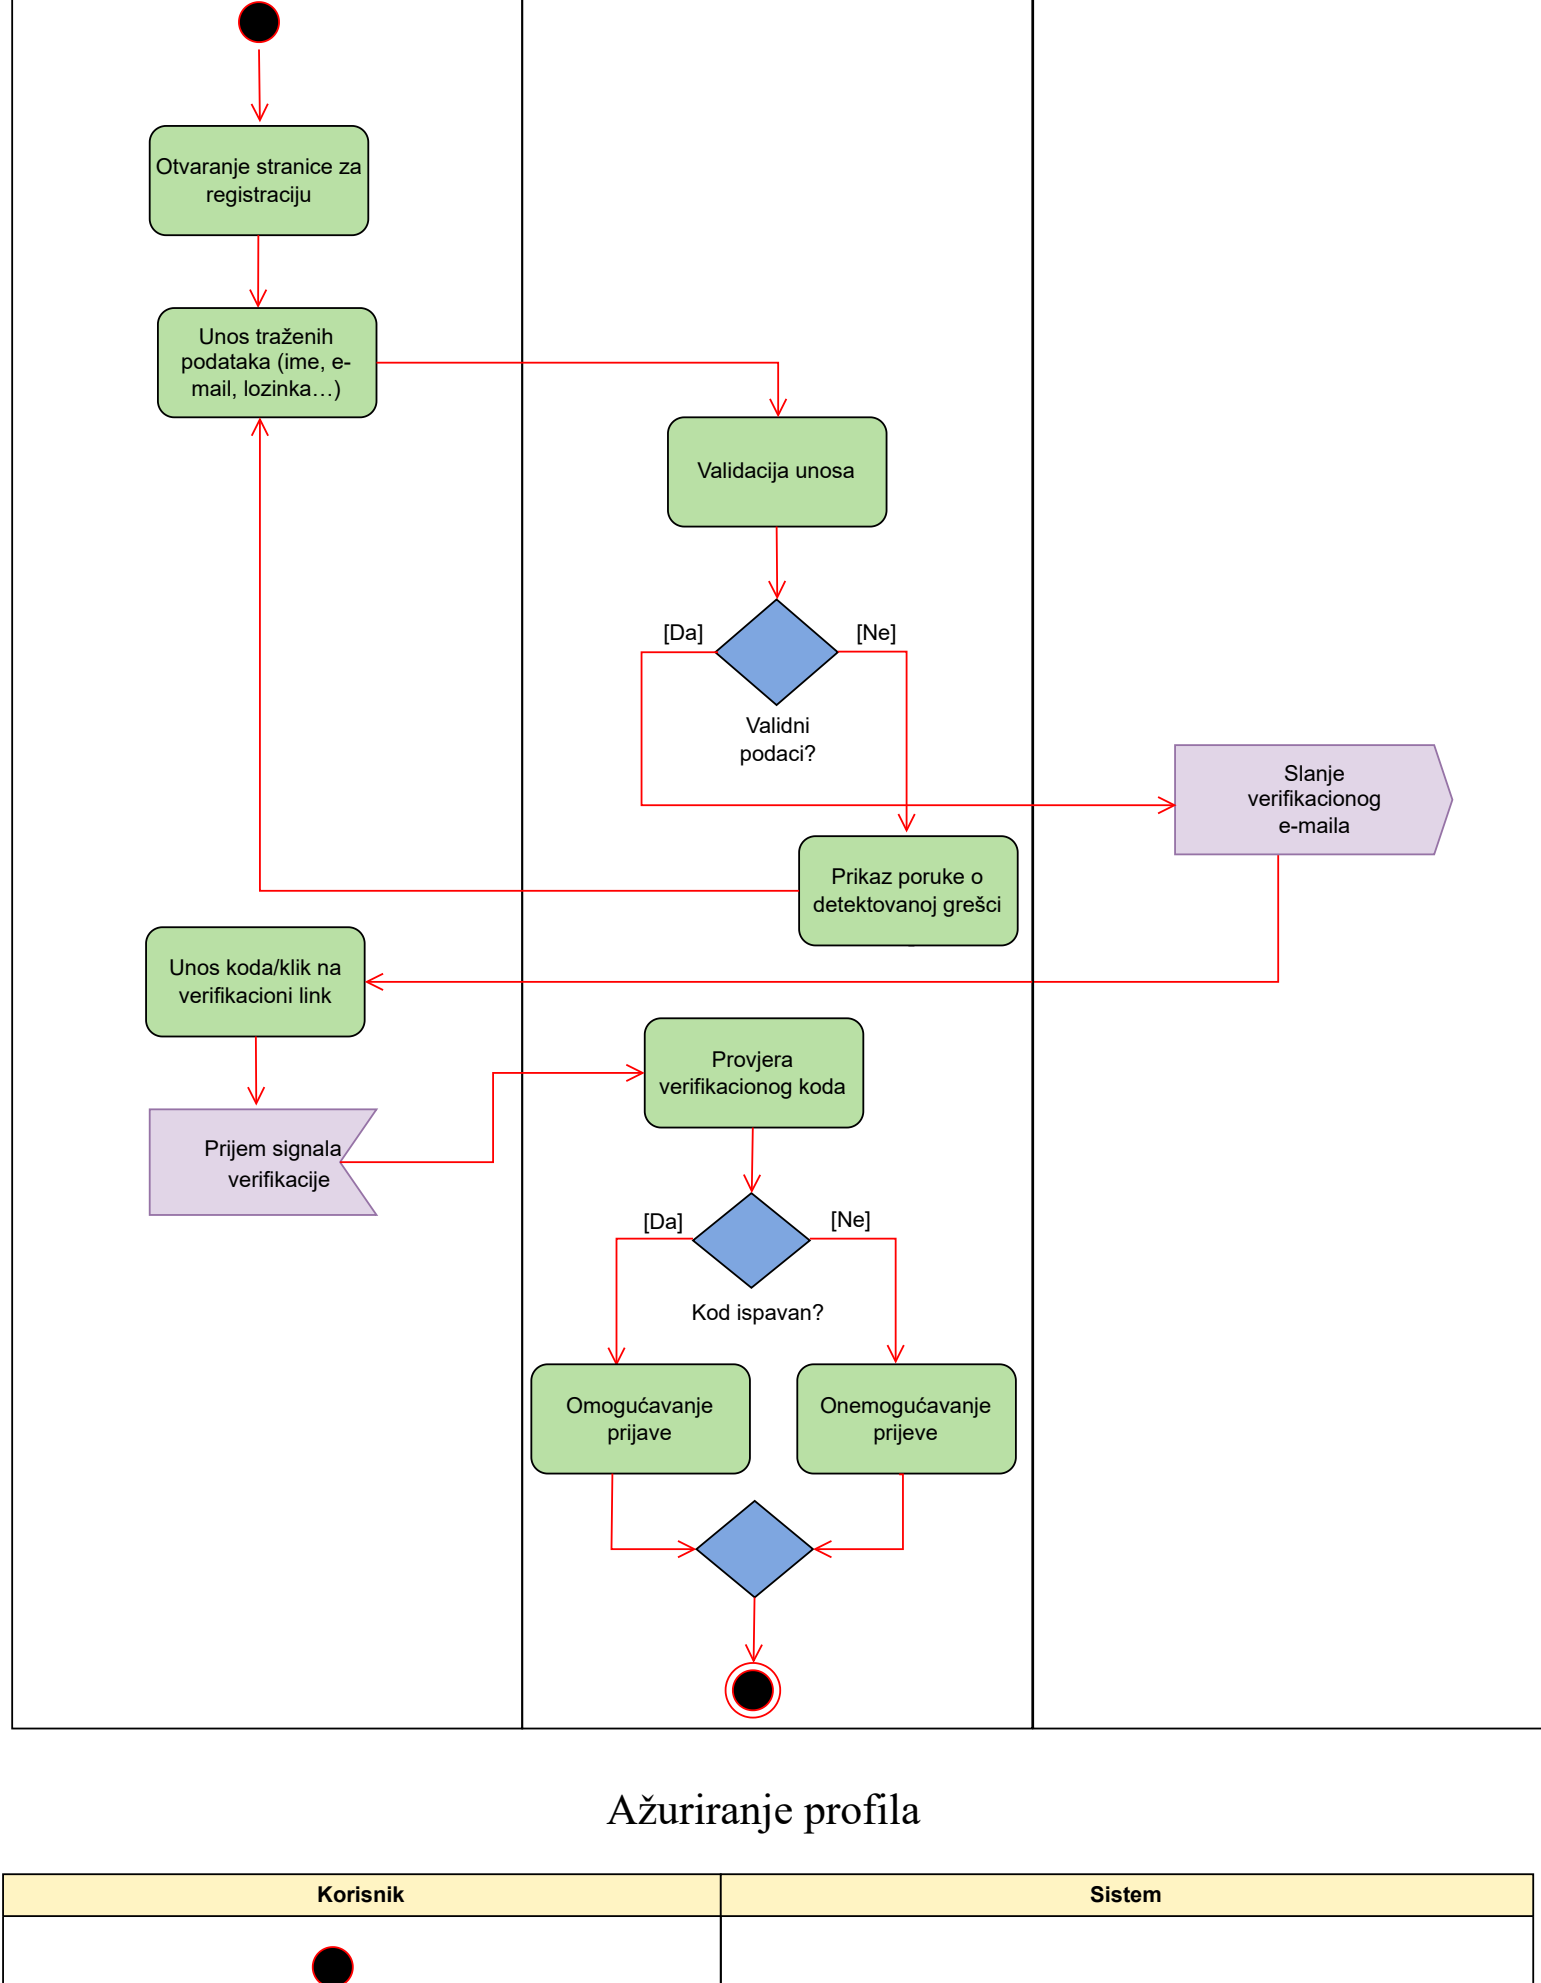 Otvaranje stranice za
registraciju
Unos traženih
podataka (ime, e-
mail, lozinka…)
Validacija unosa
[Da]
[Ne]
Validni
podaci?
Slanje
verifikacionog
e-maila
Prikaz poruke o
detektovanoj grešci
Unos koda/klik na
verifikacioni link
Provjera
verifikacionog koda
Prijem signala
verifikacije
[Da]
[Ne]
Kod ispavan?
Omogućavanje
prijave
Onemogućavanje
prijeve
Ažuriranje profila
Korisnik
Sistem